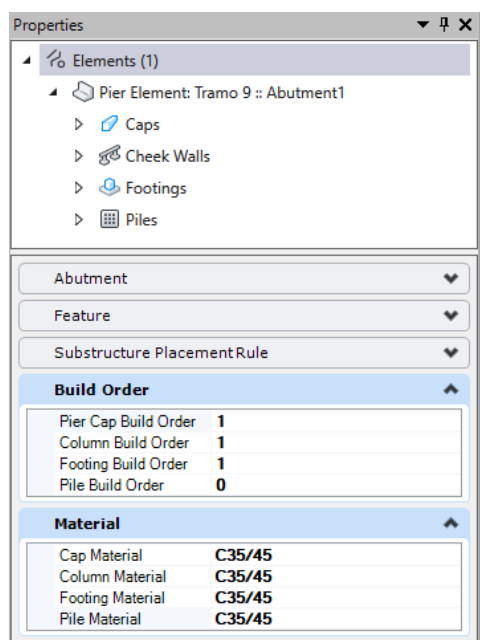 Properties
Elements (1)
Pier Element: Tramo 9 :: Abutment1
Caps
Cheek Walls
Footings
Piles
Abutment
Feature
Substructure Placement Rule
Build Order
Pier Cap Build Order 1
Column Build Order 1
Footing Build Order 1
Pile Build Order 0
Material
Cap Material C35/45
Column Material C35/45
Footing Material C35/45
Pile Material C35/45